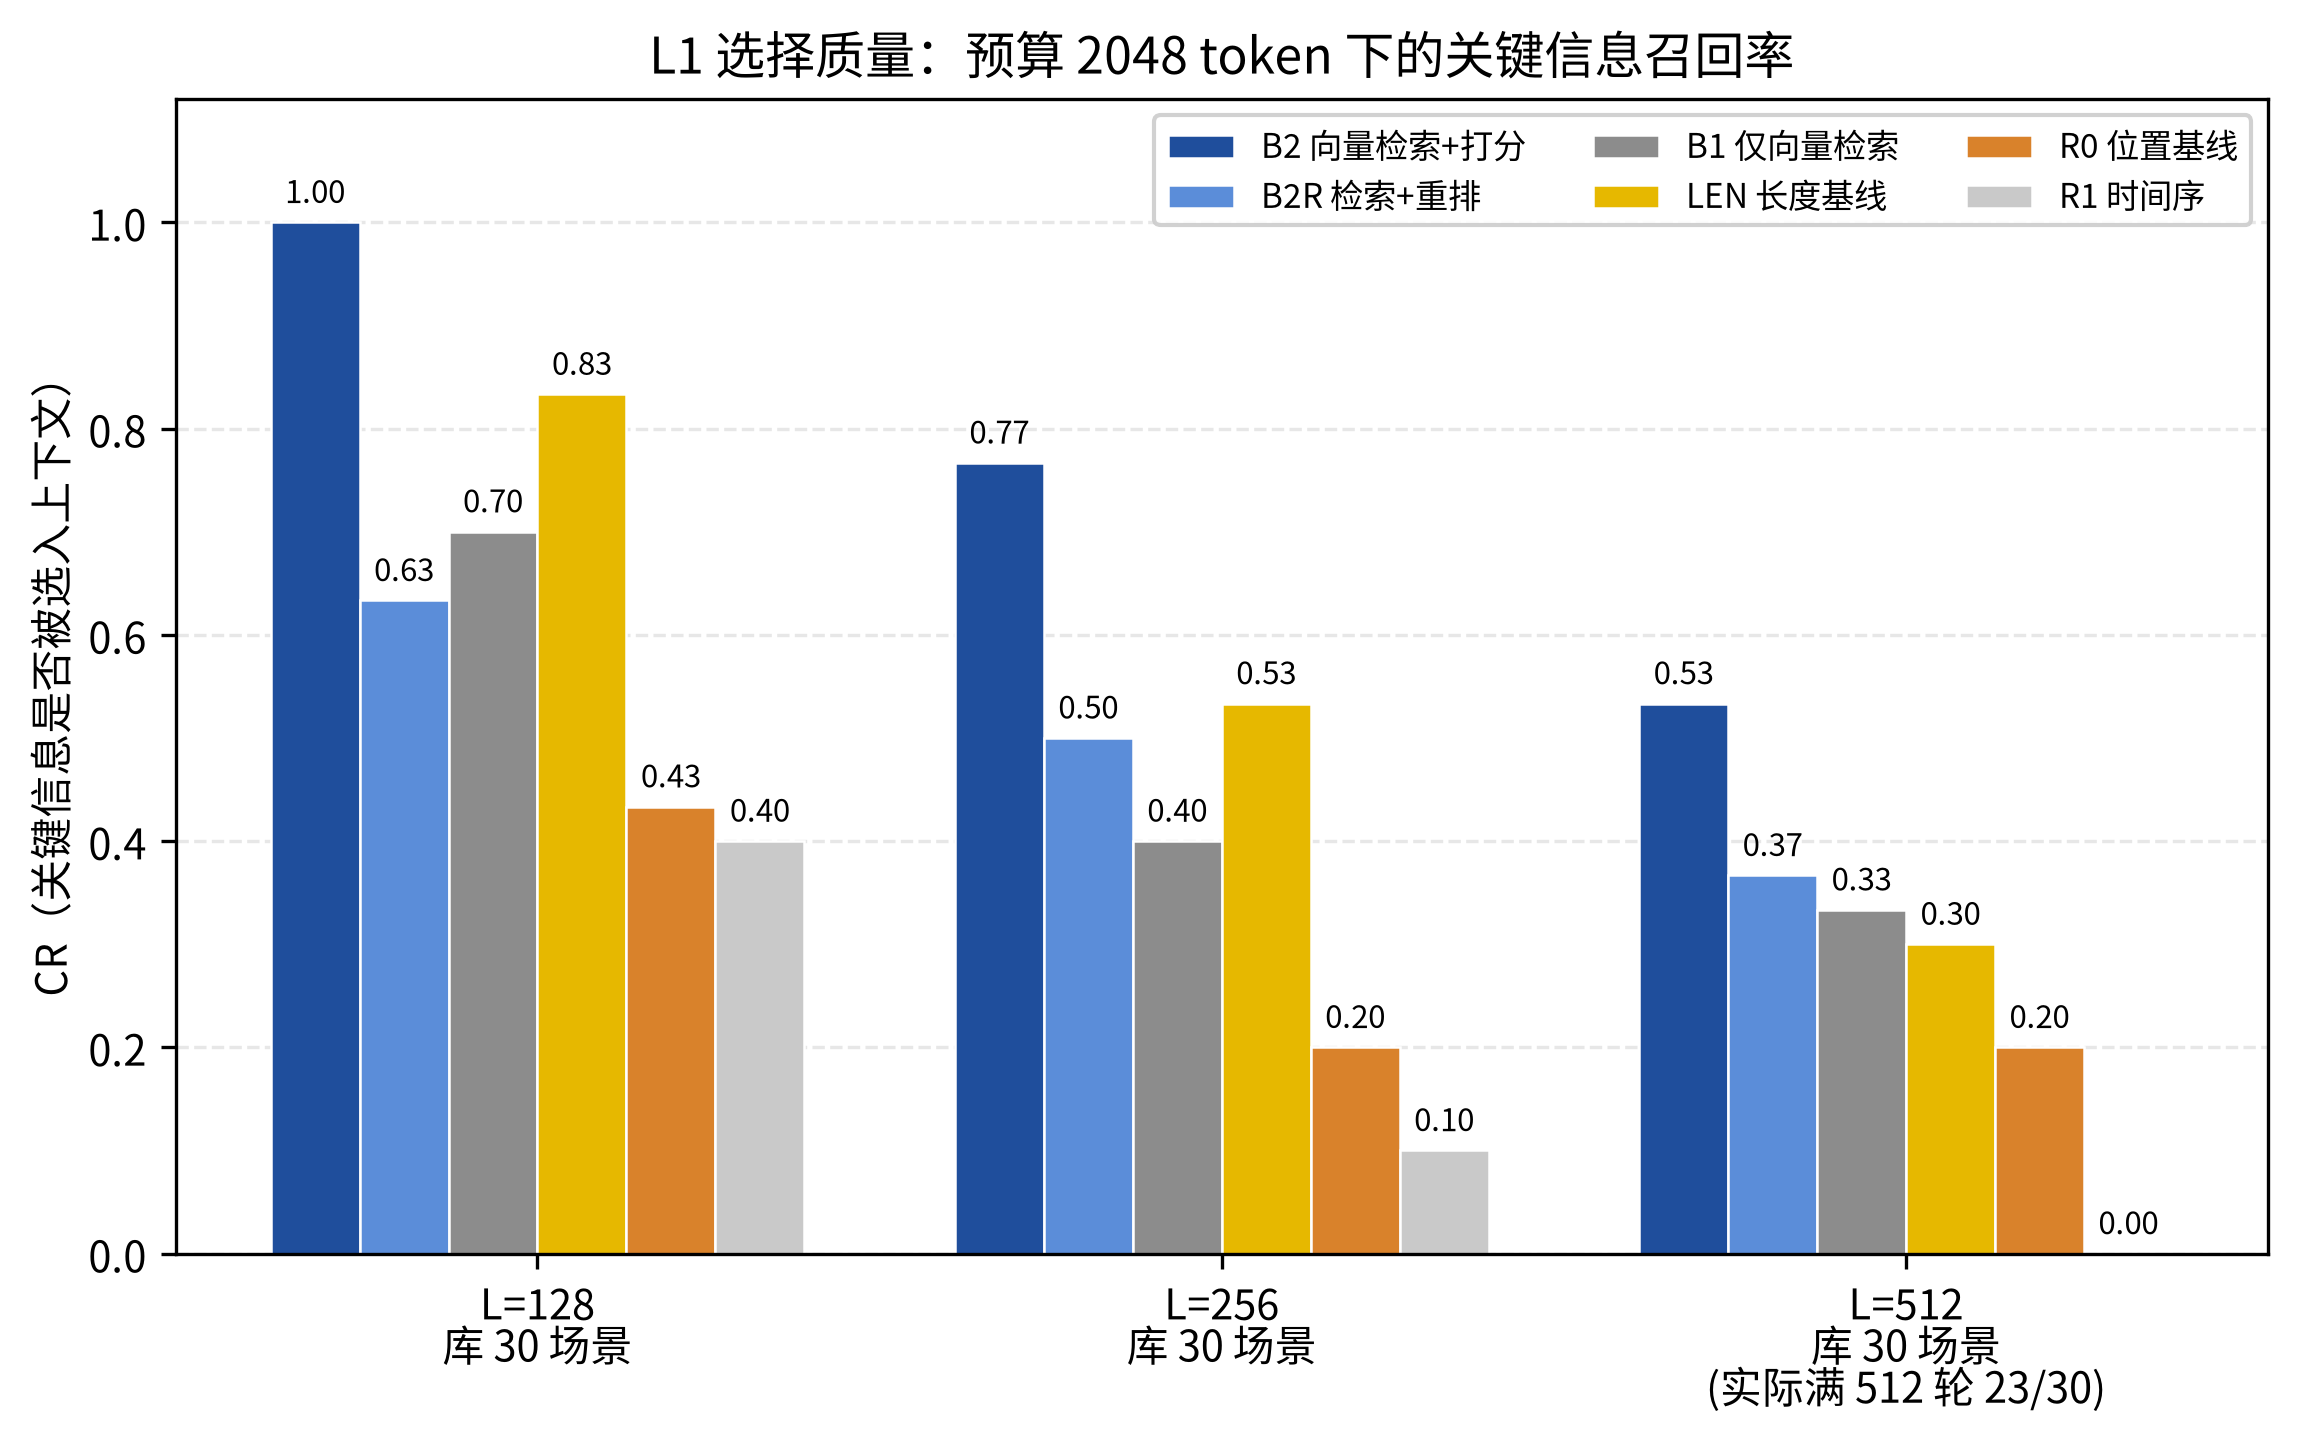 L1 选择质量：预算 2048 token 下的关键信息召回率
B2 向量检索+打分
B2R 检索+重排
B1 仅向量检索
LEN 长度基线
R0 位置基线
R1 时间序
CR（关键信息是否被选入上下文）
1.0
0.8
0.6
0.4
0.2
0.0
1.00
0.63
0.70
0.83
0.43
0.40
0.77
0.50
0.40
0.53
0.20
0.10
0.53
0.37
0.33
0.30
0.20
0.00
L=128
库 30 场景
L=256
库 30 场景
L=512
库 30 场景
(实际满 512 轮 23/30)